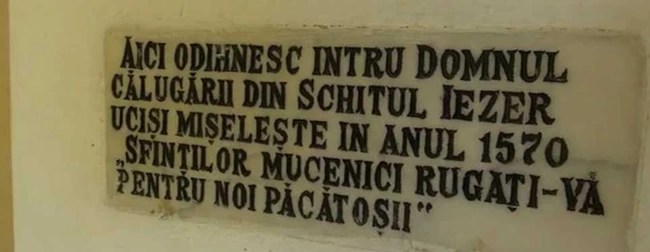 AICI ODIHNESC INTRU DOMNUL
CĂLUGĂRII DIN SCHITUL IEZER
UCIȘI MIȘELEȘTE IN ANUL 1570
„SFINȚILOR MUCENICI RUGAȚI-VĂ
PENTRU NOI PĂCĂTOȘII"